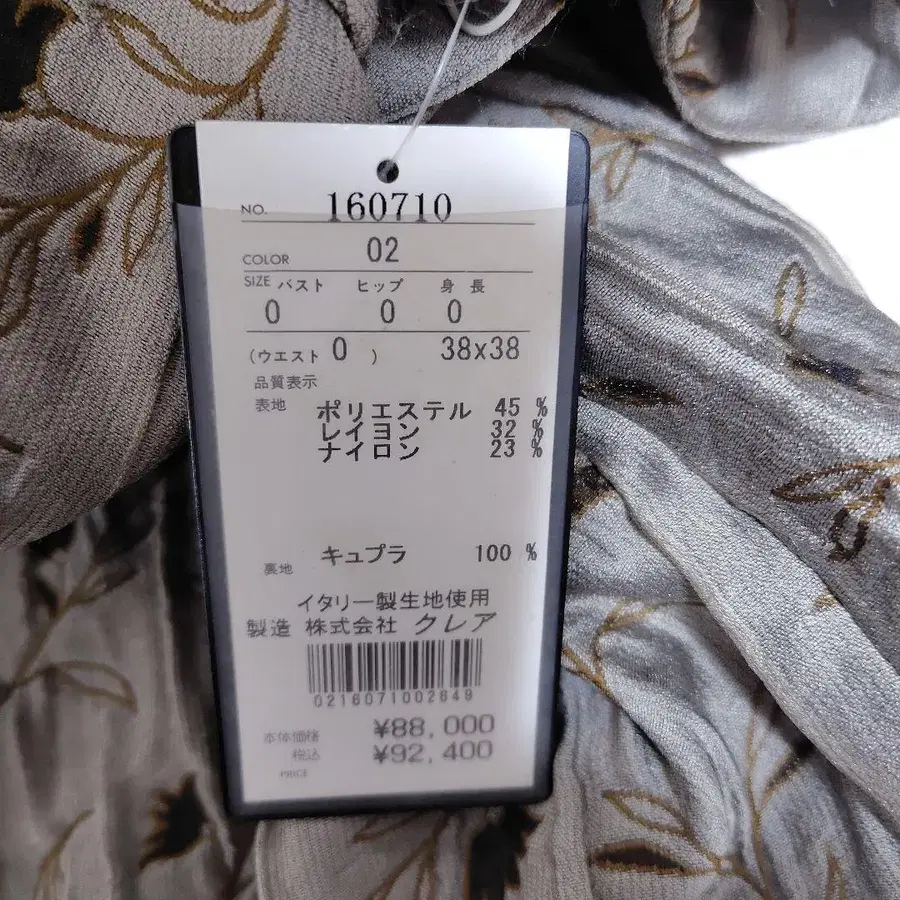 NO. 160710
COLOR 02
SIZE バスト ヒップ 身 長
0 0 0
(ウエスト 0 ) 38x38
品質表示
表地 ポリエステル 45 %
レイヨン 32 %
ナイロン 23 %
裏地 キュプラ 100 %
イタリー製生地使用
製造 株式会社 クレア
0216071002649
本体価格 ¥88,000
税込 ¥92,400
PRICE